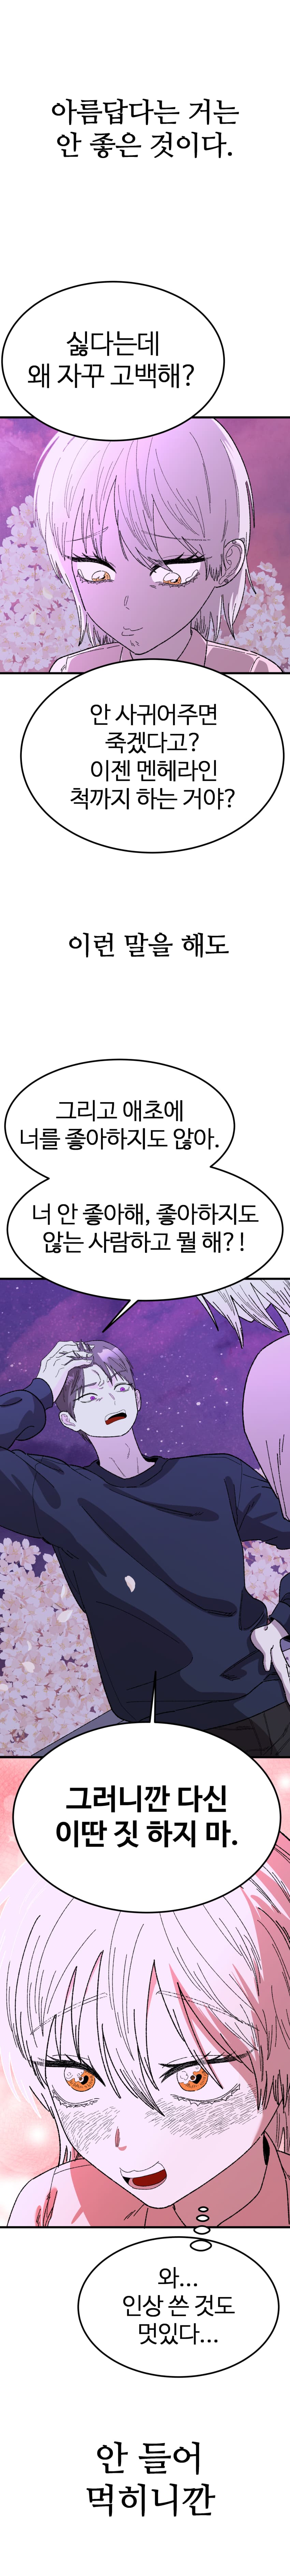 아름답다는 거는
안 좋은 것이다.
싫다는데
왜 자꾸 고백해?
안 사귀어주면
죽겠다고?
이젠 멘헤라인
척까지 하는 거야?
이런 말을 해도
그리고 애초에
너를 좋아하지도 않아.
너 안 좋아해, 좋아하지도
않는 사람하고 뭘 해?!
그러니깐 다신
이딴 짓 하지 마.
와...
인상 쓴 것도
멋있다...
안 들어
먹히니깐